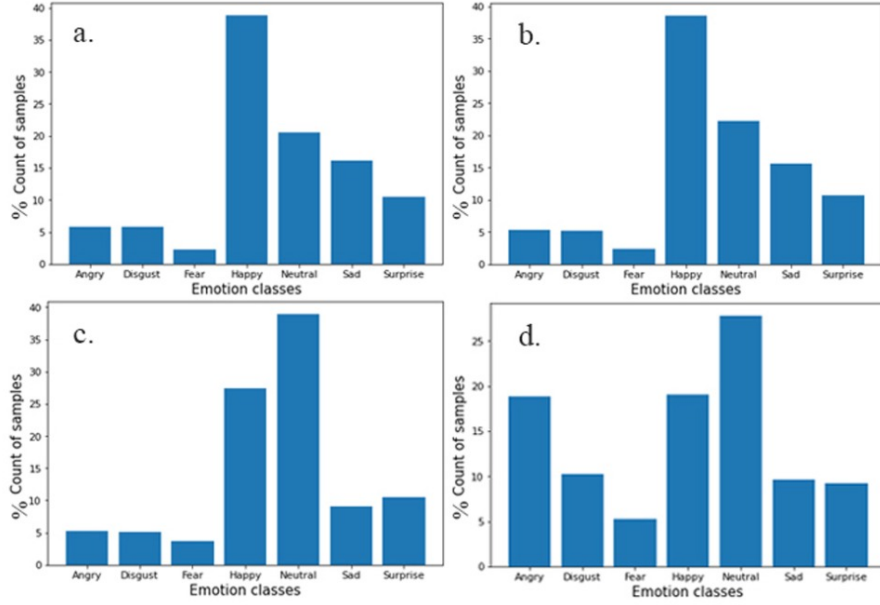 a.
% Count of samples
40
35
30
25
20
15
10
5
0
Angry Disgust Fear Happy Neutral Sad Surprise
Emotion classes
b.
% Count of samples
40
35
30
25
20
15
10
5
0
Angry Disgust Fear Happy Neutral Sad Surprise
Emotion classes
c.
% Count of samples
40
35
30
25
20
15
10
5
0
Angry Disgust Fear Happy Neutral Sad Surprise
Emotion classes
d.
% Count of samples
25
20
15
10
5
0
Angry Disgust Fear Happy Neutral Sad Surprise
Emotion classes